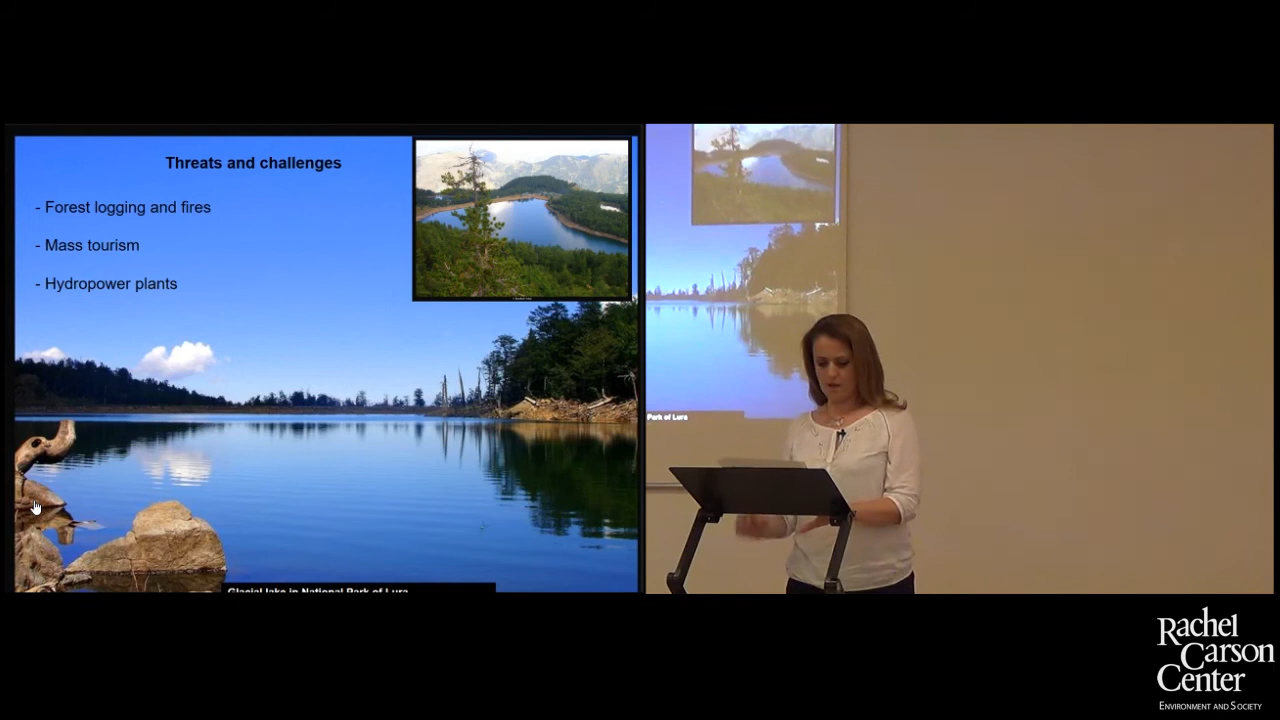 Threats and challenges
- Forest logging and fires
- Mass tourism
- Hydropower plants
Glacial lake in National Park of Lura
Park of Lura
Rachel
Carson
Center
ENVIRONMENT AND SOCIETY